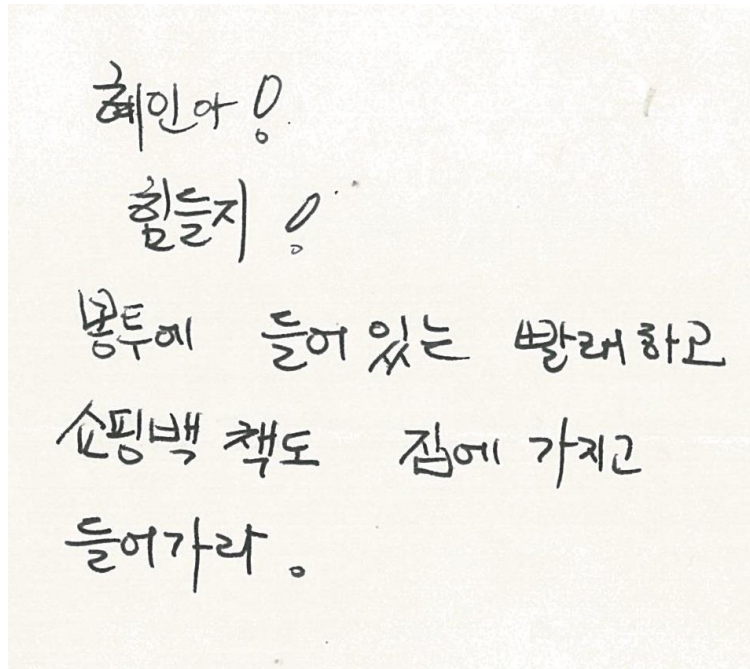 혜인아!
힘들지!
봉투에 들어있는 빨래하고
쇼핑백 책도 집에 가지고
들어가라.